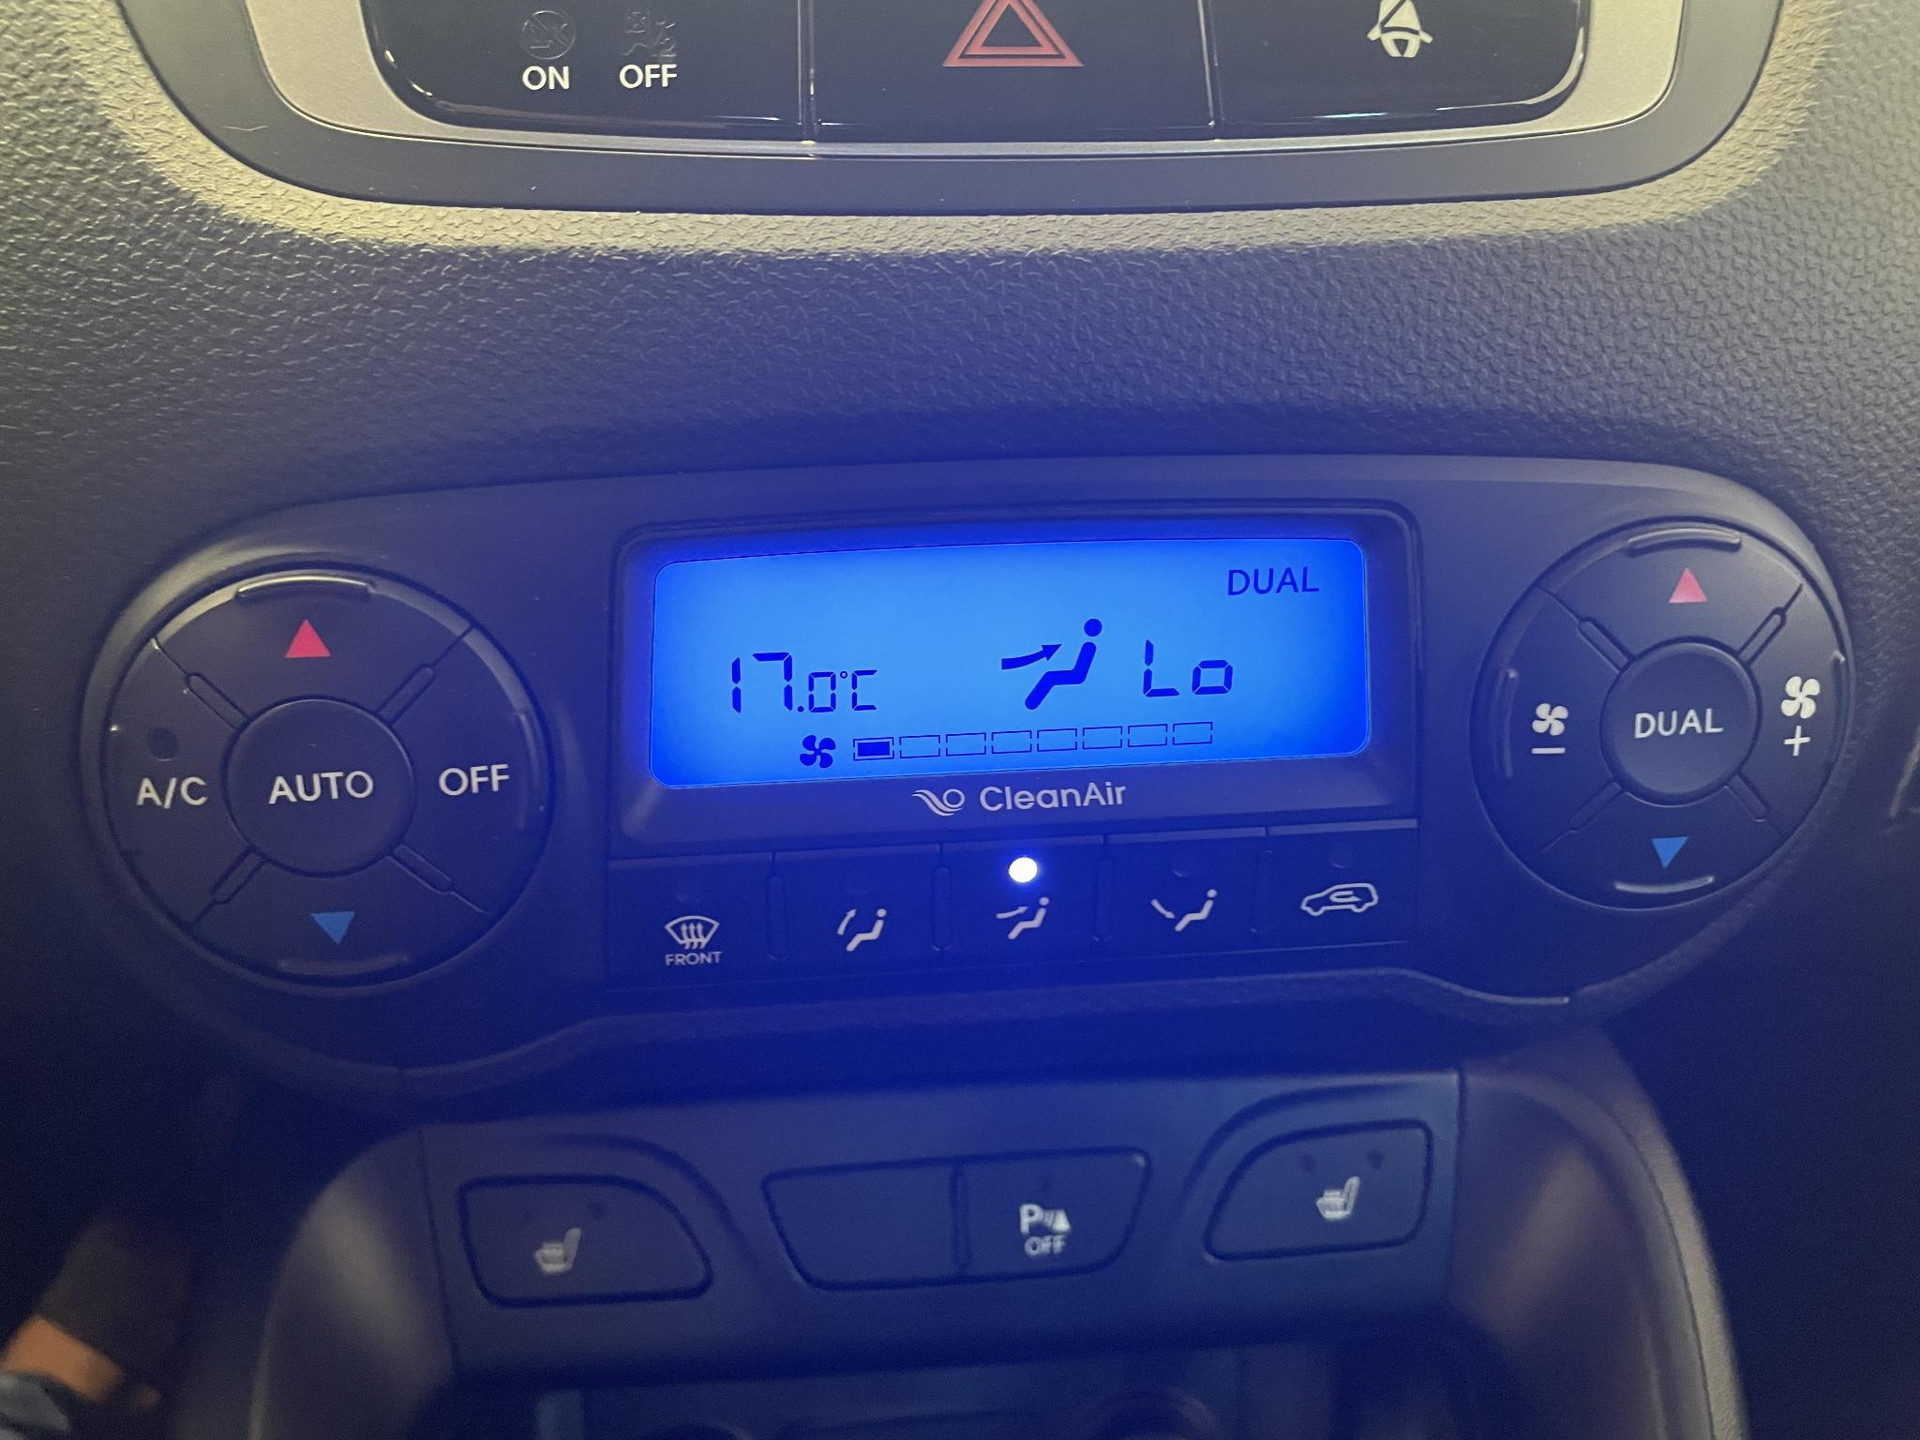 ON OFF
DUAL
17.0°C Lo
A/C AUTO OFF
DUAL
CleanAir
FRONT
P
OFF